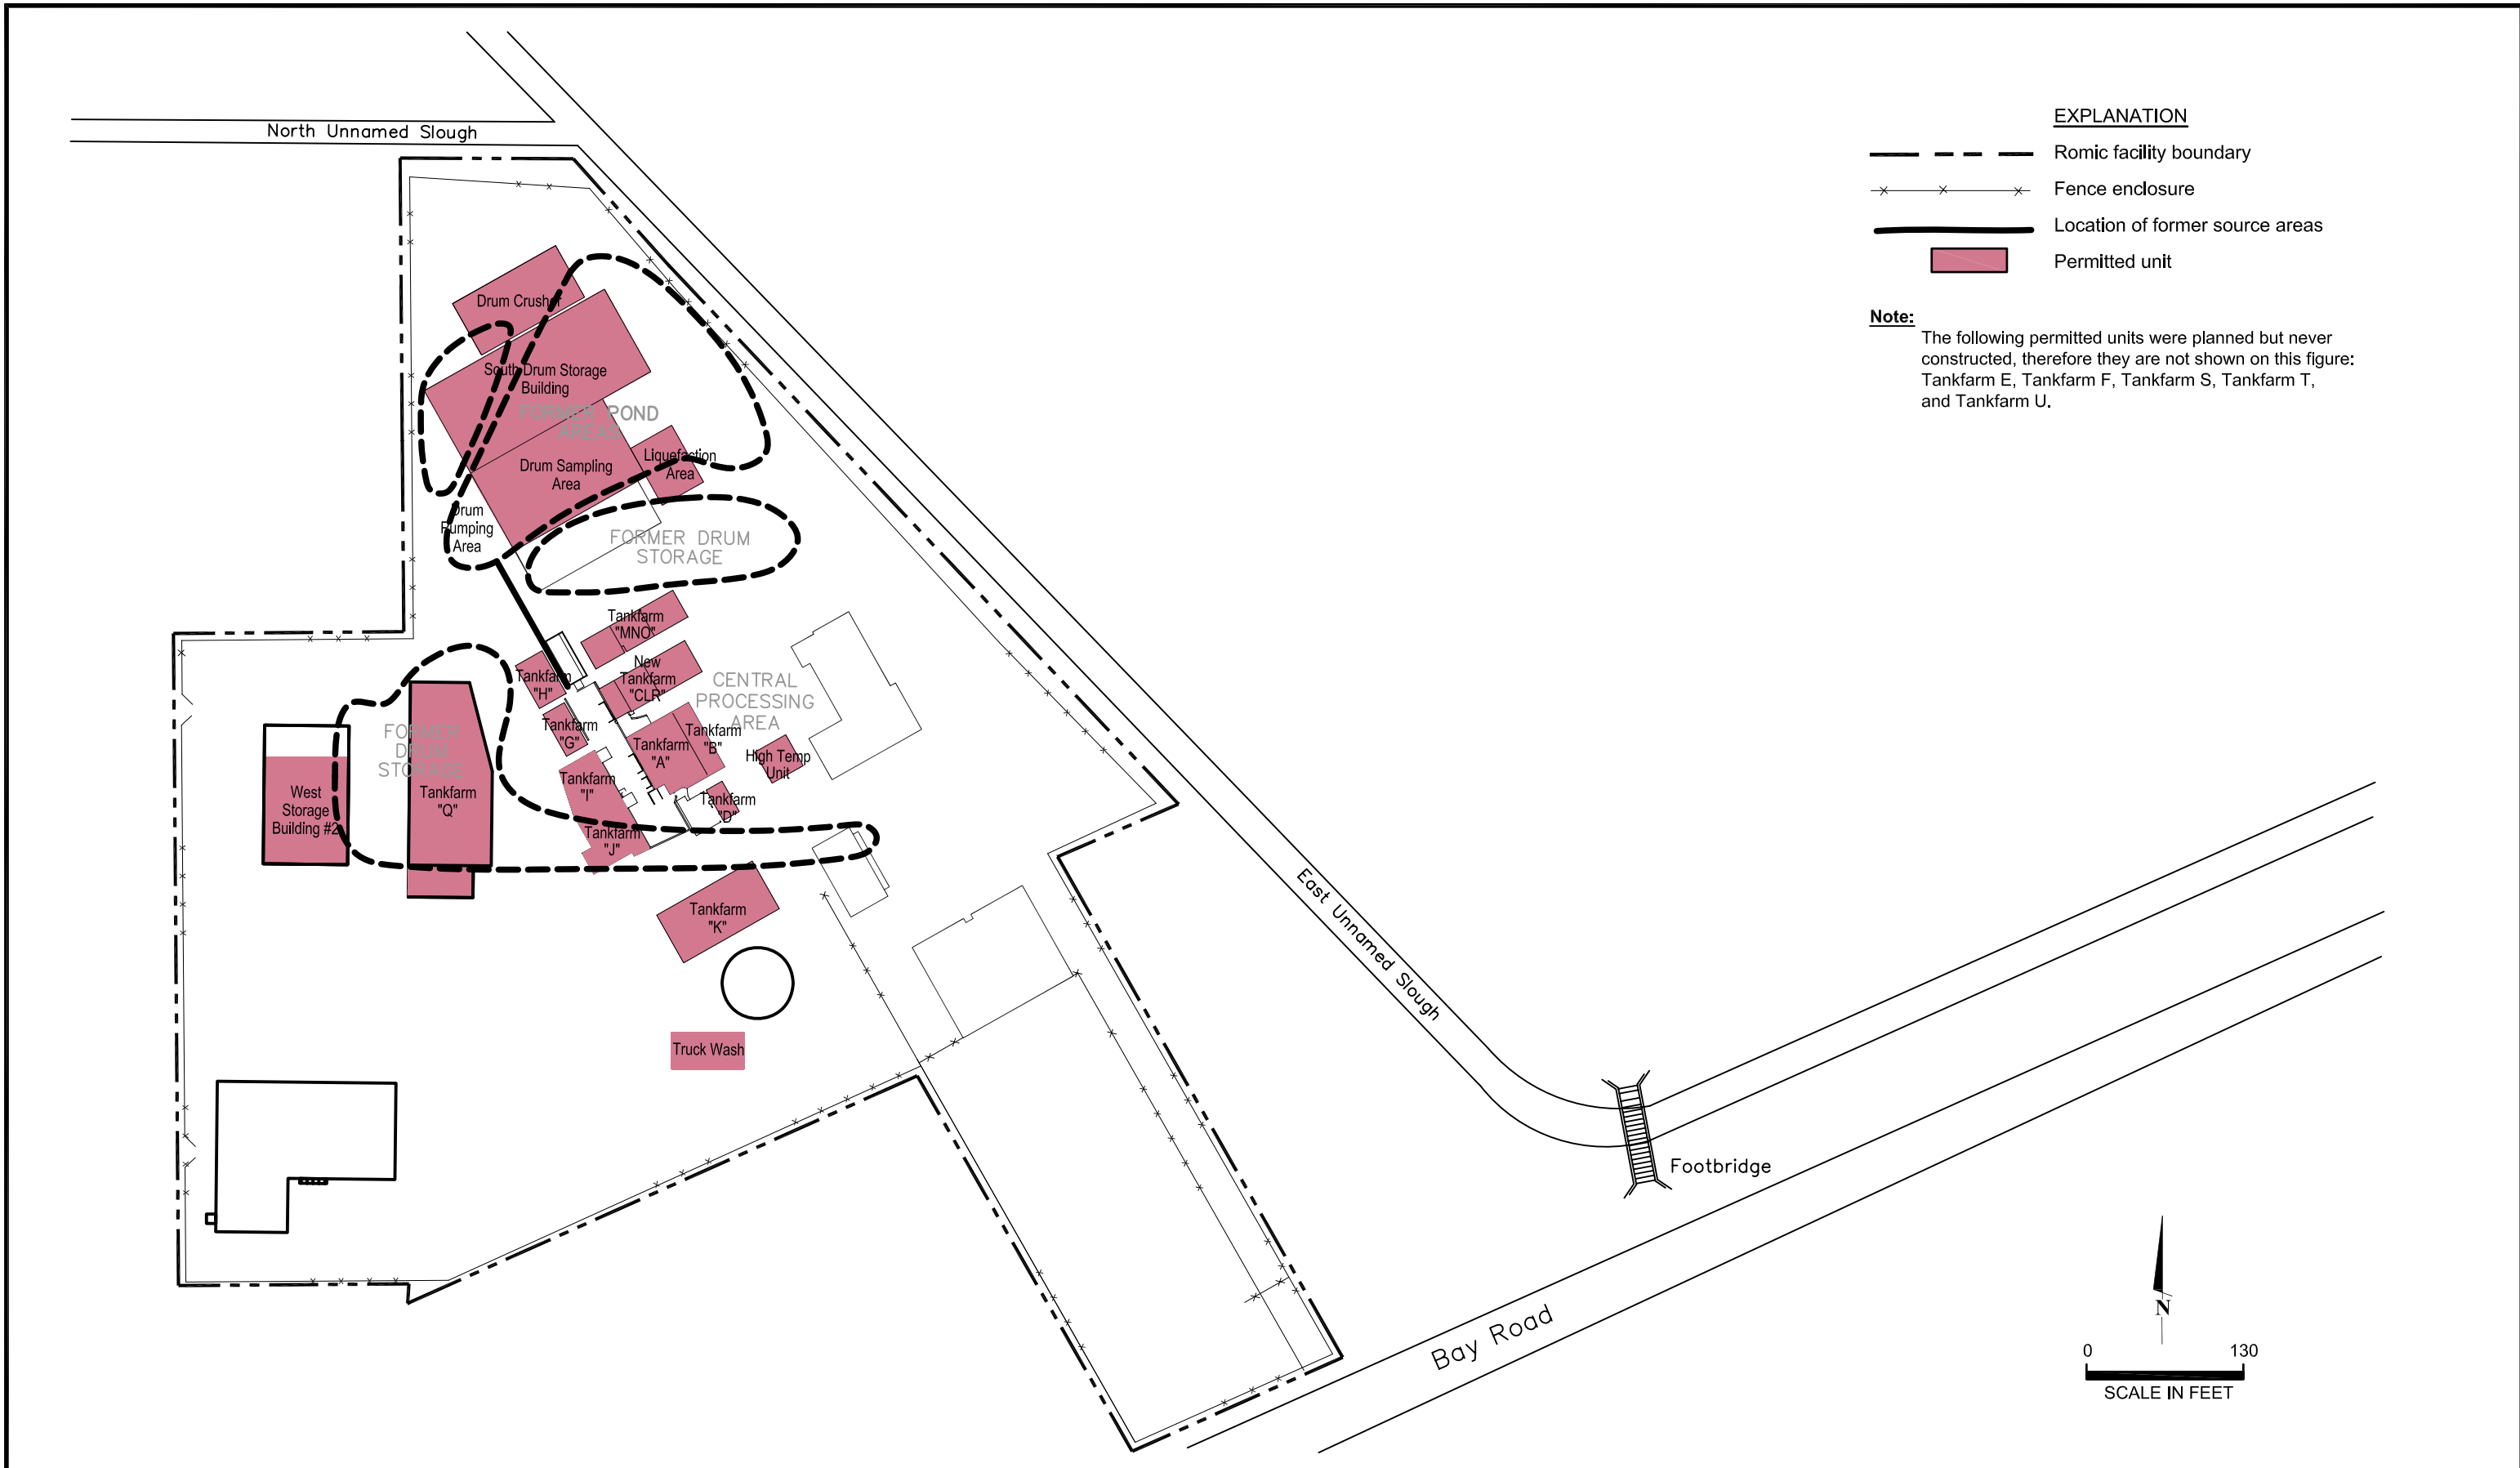 North Unnamed Slough
EXPLANATION
Romic facility boundary
Fence enclosure
Location of former source areas
Permitted unit
Note:
The following permitted units were planned but never
constructed, therefore they are not shown on this figure:
Tankfarm E, Tankfarm F, Tankfarm S, Tankfarm T,
and Tankfarm U.
Drum Crusher
South Drum Storage
Building
FORMER POND
AREAS
Drum Sampling
Area
Liquefaction
Area
Drum
Pumping
Area
FORMER DRUM
STORAGE
Tankfarm
"MNO"
New
Tankfarm
"CLR"
Tankfarm
"H"
Tankfarm
"G"
CENTRAL
PROCESSING
AREA
Tankfarm
"B"
Tankfarm
"A"
High Temp
Unit
FORMER
DRUM
STORAGE
Tankfarm
"Q"
West
Storage
Building #2
Tankfarm
"I"
Tankfarm
"D"
Tankfarm
"J"
Tankfarm
"K"
Truck Wash
East Unnamed Slough
Footbridge
Bay Road
N
0 130
SCALE IN FEET